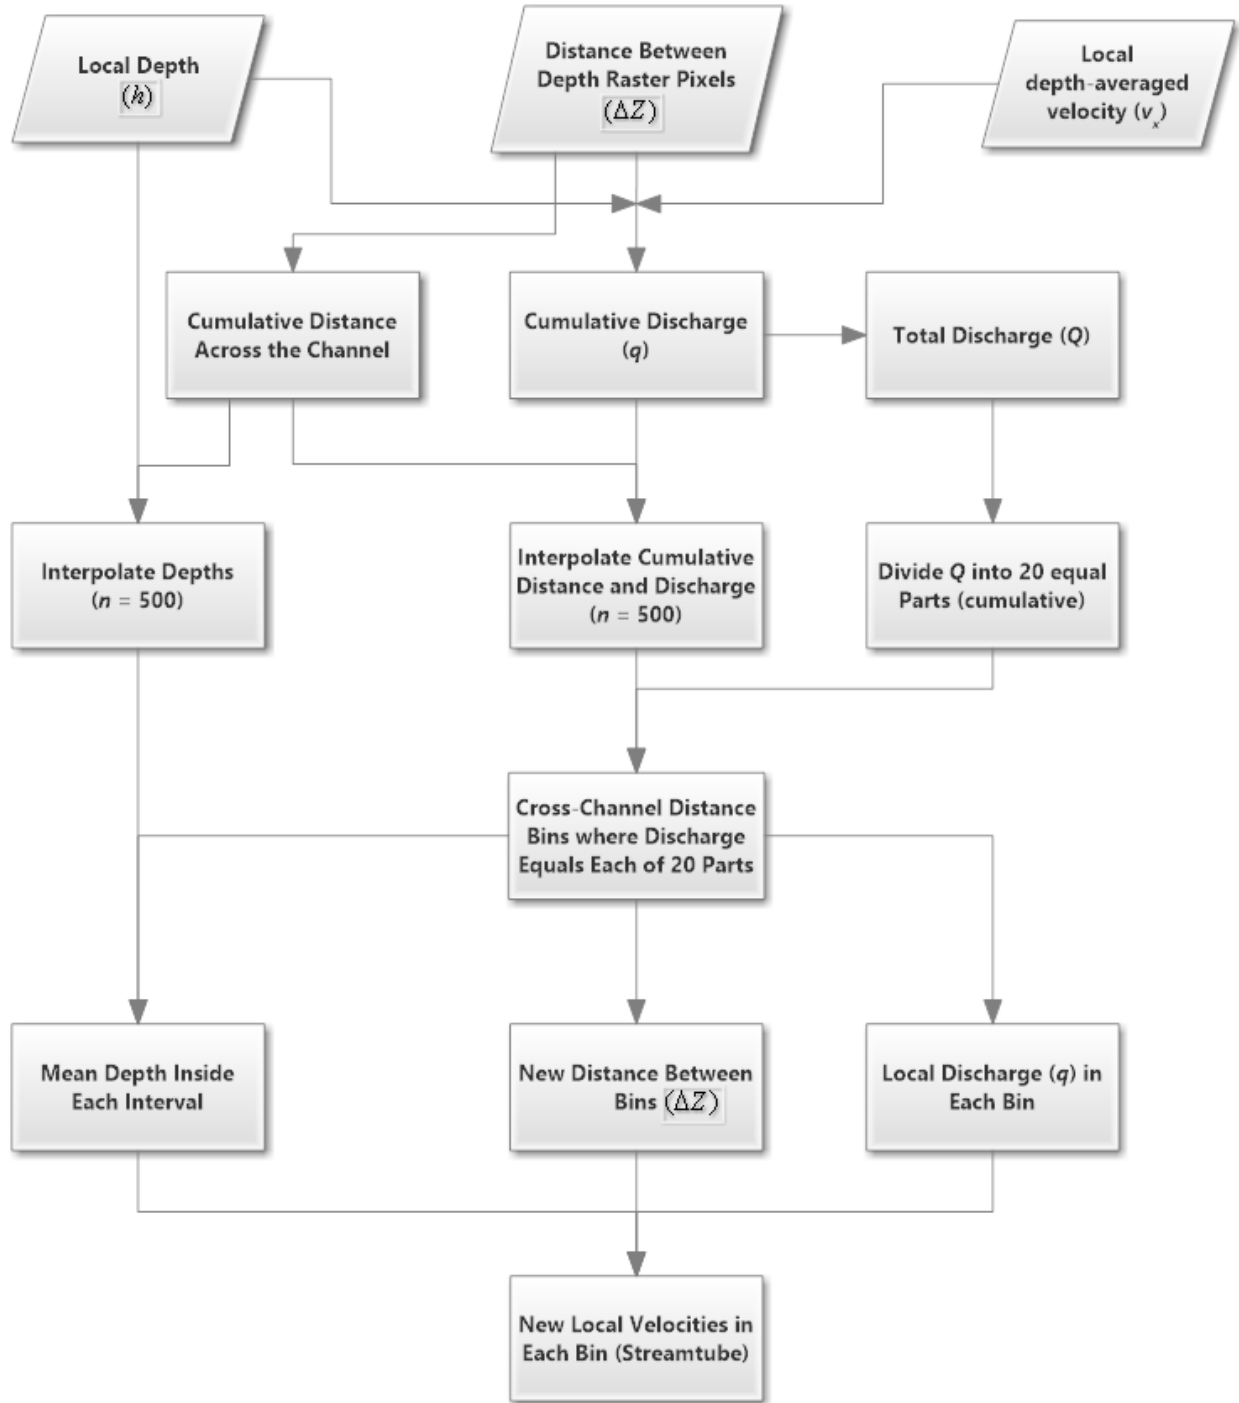 Local Depth
(h)
Distance Between
Depth Raster Pixels
(ΔZ)
Local
depth-averaged
velocity (vₓ)
Cumulative Distance
Across the Channel
Cumulative Discharge
(q)
Total Discharge (Q)
Interpolate Depths
(n = 500)
Interpolate Cumulative
Distance and Discharge
(n = 500)
Divide Q into 20 equal
Parts (cumulative)
Cross-Channel Distance
Bins where Discharge
Equals Each of 20 Parts
Mean Depth Inside
Each Interval
New Distance Between
Bins (ΔZ)
Local Discharge (q) in
Each Bin
New Local Velocities in
Each Bin (Streamtube)